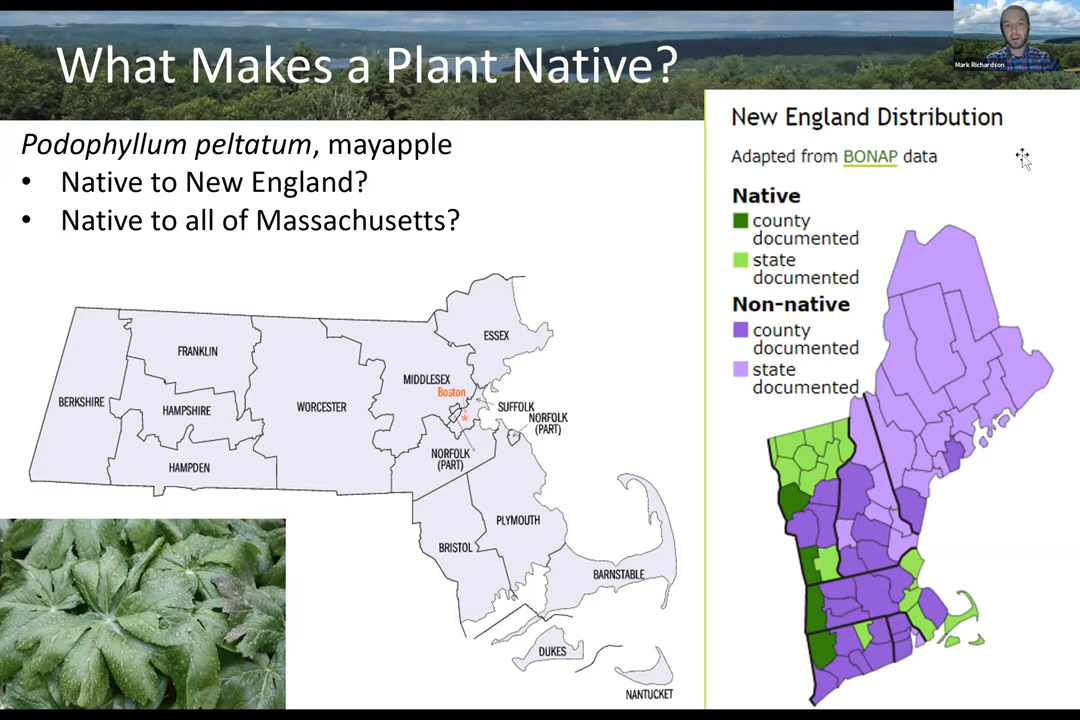 What Makes a Plant Native?
Mark Richardson
Podophyllum peltatum, mayapple
• Native to New England?
• Native to all of Massachusetts?
ESSEX
FRANKLIN
MIDDLESEX
Boston
BERKSHIRE
HAMPSHIRE
WORCESTER
SUFFOLK
NORFOLK
(PART)
NORFOLK
(PART)
HAMPDEN
PLYMOUTH
BRISTOL
BARNSTABLE
DUKES
NANTUCKET
New England Distribution
Adapted from BONAP data
Native
county
documented
state
documented
Non-native
county
documented
state
documented